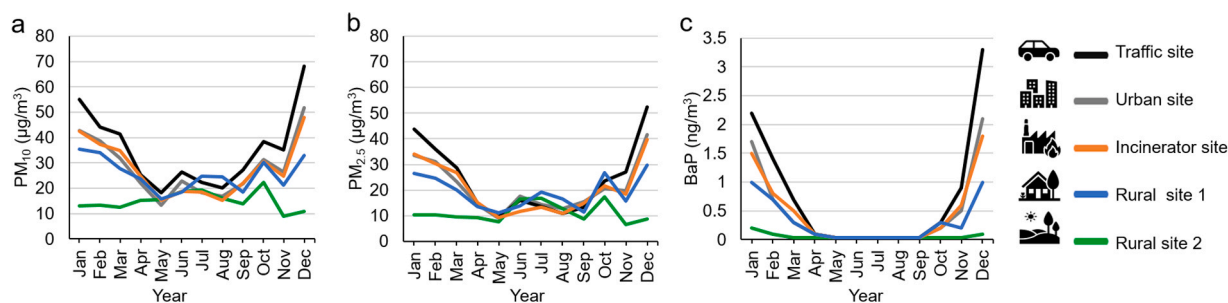 a
PM10 (µg/m³)
80
70
60
50
40
30
20
10
0
Jan
Feb
Mar
Apr
May
Jun
Jul
Aug
Sep
Oct
Nov
Dec
Year
b
PM2.5 (µg/m³)
80
70
60
50
40
30
20
10
0
Jan
Feb
Mar
Apr
May
Jun
Jul
Aug
Sep
Oct
Nov
Dec
Year
c
BaP (ng/m³)
3.5
3
2.5
2
1.5
1
0.5
0
Jan
Feb
Mar
Apr
May
Jun
Jul
Aug
Sep
Oct
Nov
Dec
Year
Traffic site
Urban site
Incinerator site
Rural site 1
Rural site 2